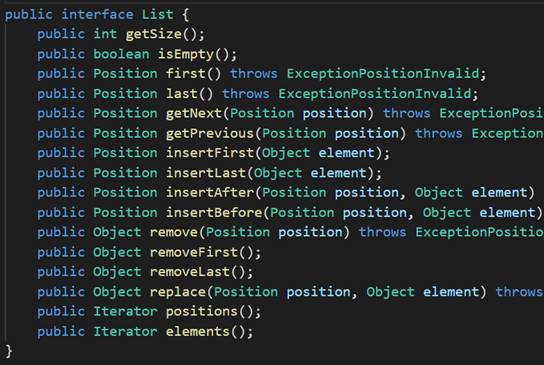 public interface List {
public int getSize();
public boolean isEmpty();
public Position first() throws ExceptionPositionInvalid;
public Position last() throws ExceptionPositionInvalid;
public Position getNext(Position position) throws ExceptionPosi
public Position getPrevious(Position position) throws Exception
public Position insertFirst(Object element);
public Position insertLast(Object element);
public Position insertAfter(Position position, Object element)
public Position insertBefore(Position position, Object element)
public Object remove(Position position) throws ExceptionPositio
public Object removeFirst();
public Object removeLast();
public Object replace(Position position, Object element) throws
public Iterator positions();
public Iterator elements();
}